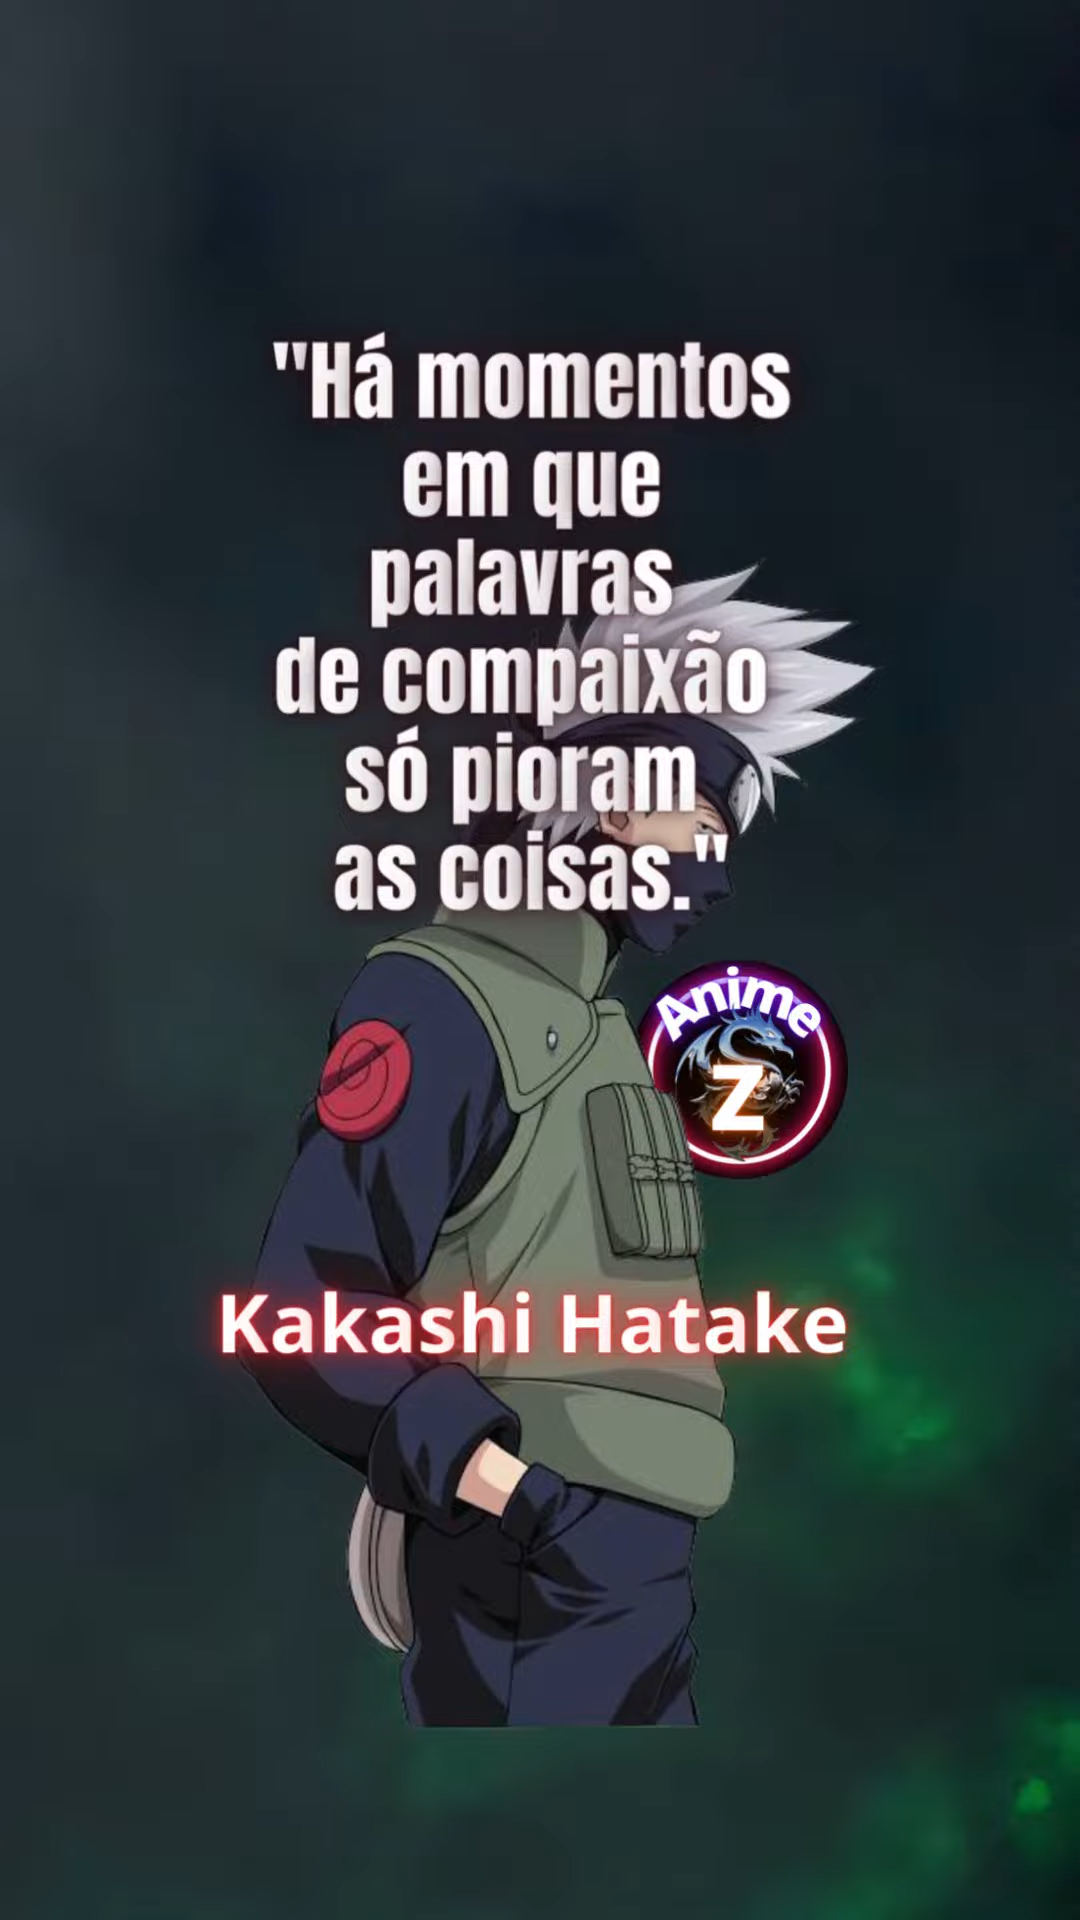 "Há momentos
em que
palavras
de compaixão
só pioram
as coisas."
Anime
Z
Kakashi Hatake